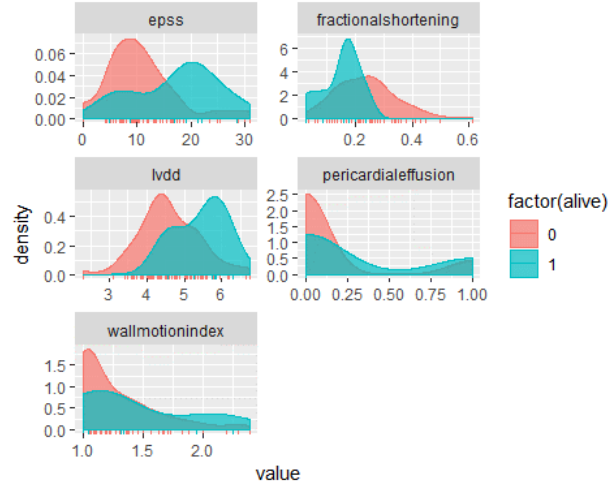 epss
fractionalshortening
0.06
0.04
0.02
0.00
0 10 20 30
6
4
2
0
0.2 0.4 0.6
lvdd
pericardialeffusion
0.4
0.2
0.0
3 4 5 6
2.5
2.0
1.5
1.0
0.5
0.0
0.00 0.25 0.50 0.75 1.00
wallmotionindex
1.5
1.0
0.5
0.0
1.0 1.5 2.0
density
value
factor(alive)
0
1